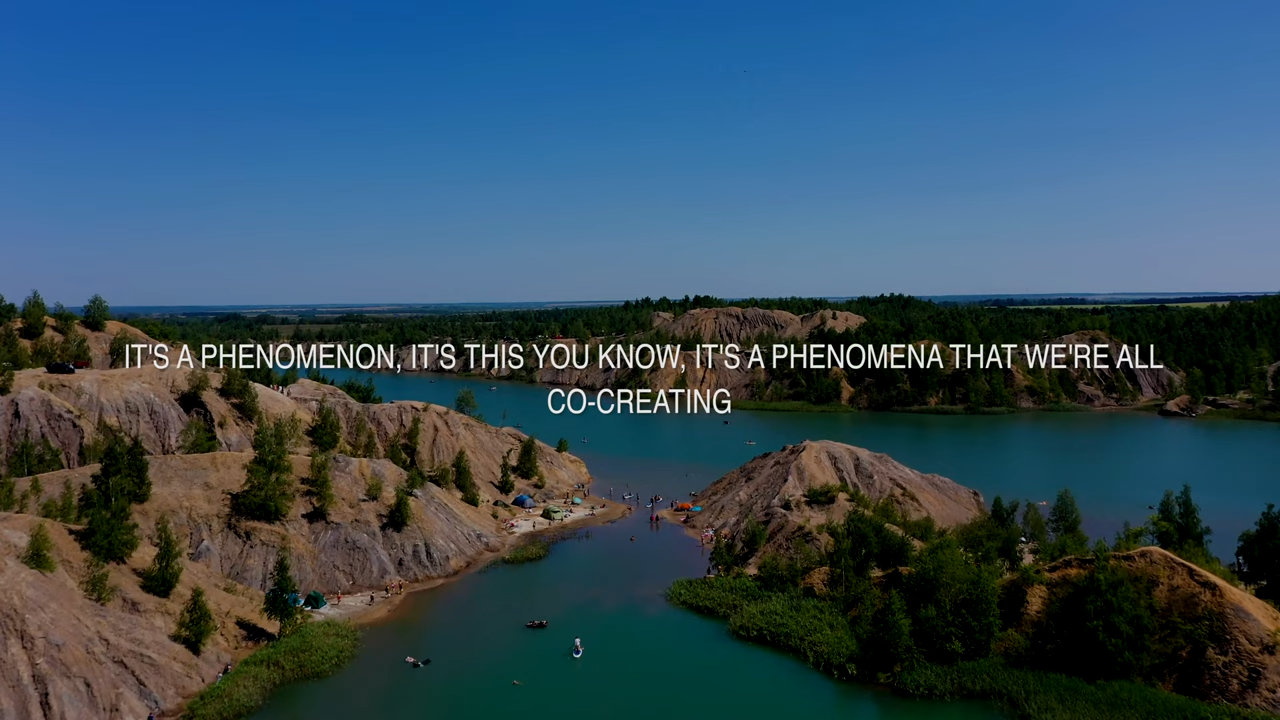 IT'S A PHENOMENON, IT'S THIS YOU KNOW, IT'S A PHENOMENA THAT WE'RE ALL
CO-CREATING